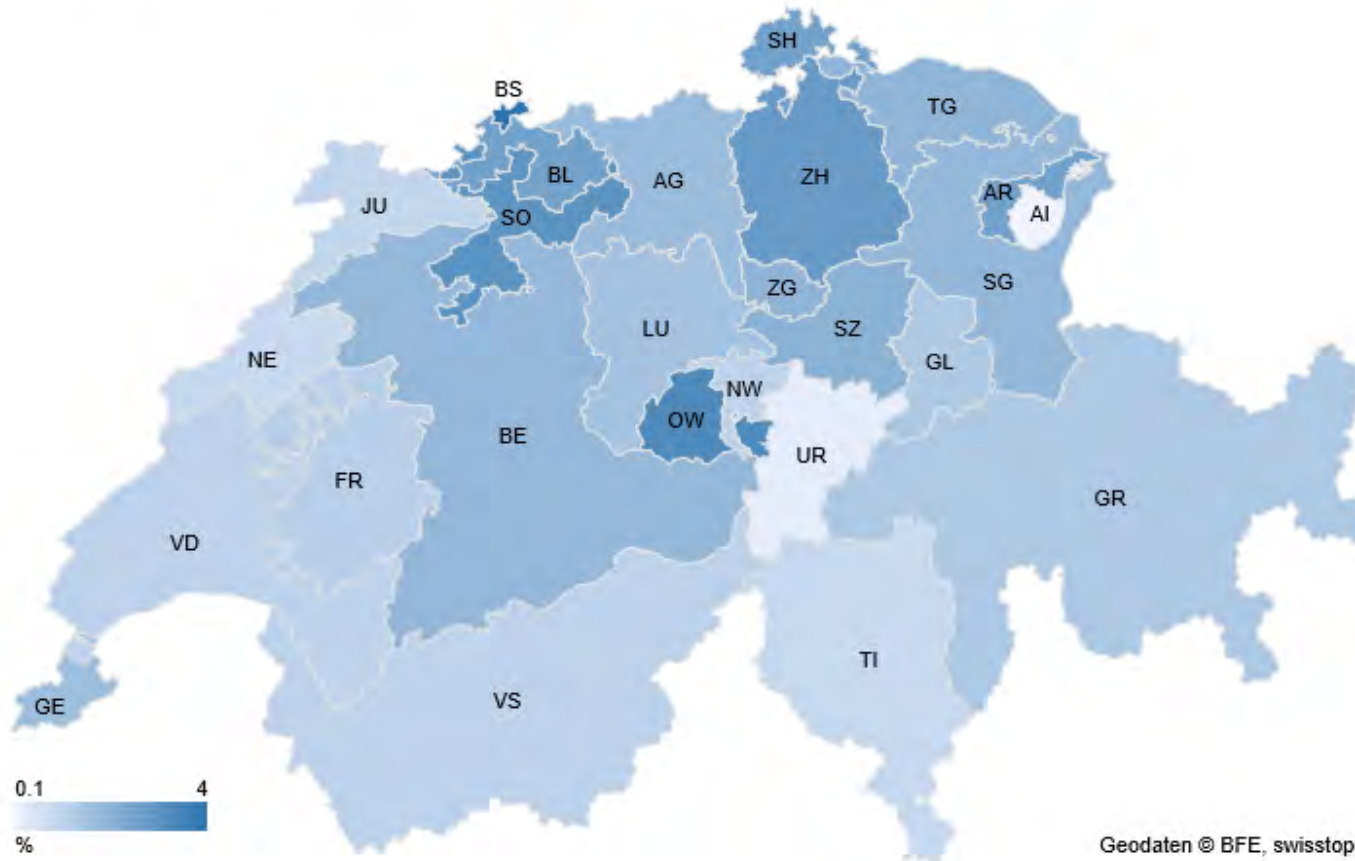 SH
BS
TG
BL
AG
ZH
JU
SO
AR
AI
ZG
SG
LU
SZ
NE
GL
NW
OW
BE
UR
FR
GR
VD
TI
VS
GE
0.1 4
%
Geodaten © BFE, swisstop